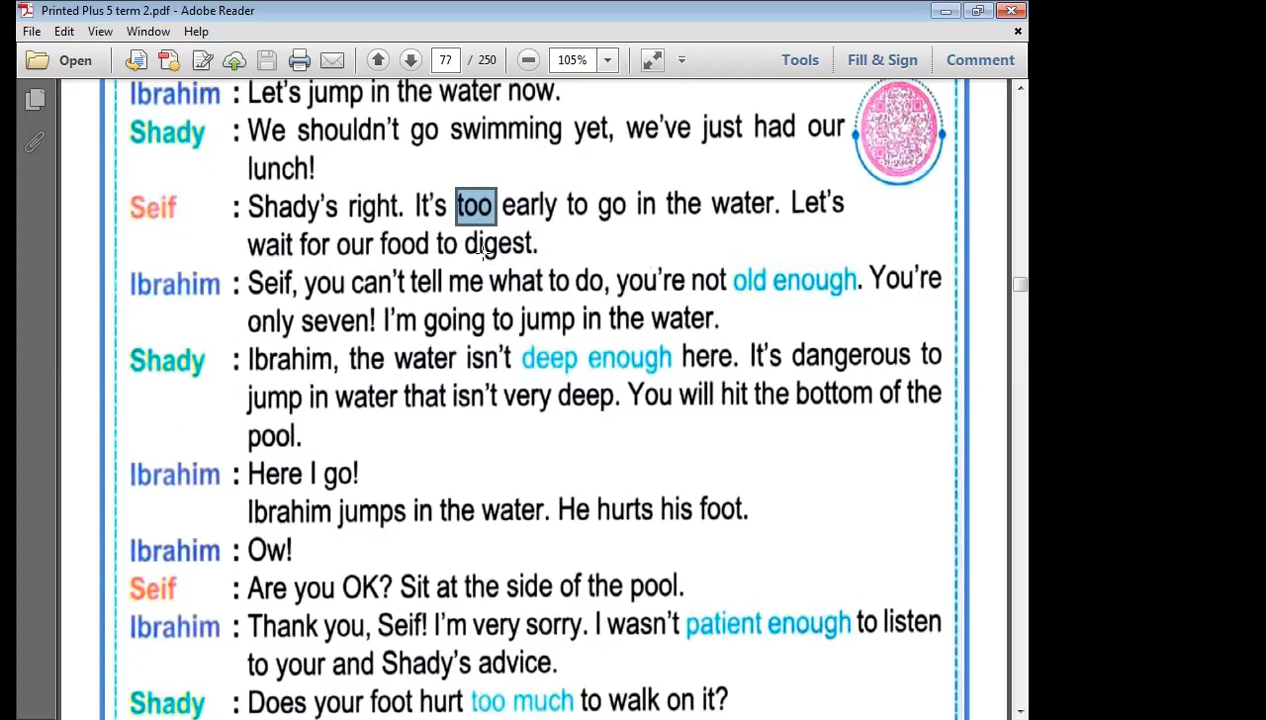 Printed Plus 5 term 2.pdf - Adobe Reader
File Edit View Window Help
Open 77 / 250 105% Tools Fill & Sign Comment
Ibrahim : Let's jump in the water now.
Shady : We shouldn't go swimming yet, we've just had our
lunch!
Seif : Shady's right. It's too early to go in the water. Let's
wait for our food to digest.
Ibrahim : Seif, you can't tell me what to do, you're not old enough. You're
only seven! I'm going to jump in the water.
Shady : Ibrahim, the water isn't deep enough here. It's dangerous to
jump in water that isn't very deep. You will hit the bottom of the
pool.
Ibrahim : Here I go!
Ibrahim jumps in the water. He hurts his foot.
Ibrahim : Ow!
Seif : Are you OK? Sit at the side of the pool.
Ibrahim : Thank you, Seif! I'm very sorry. I wasn't patient enough to listen
to your and Shady's advice.
Shady : Does your foot hurt too much to walk on it?